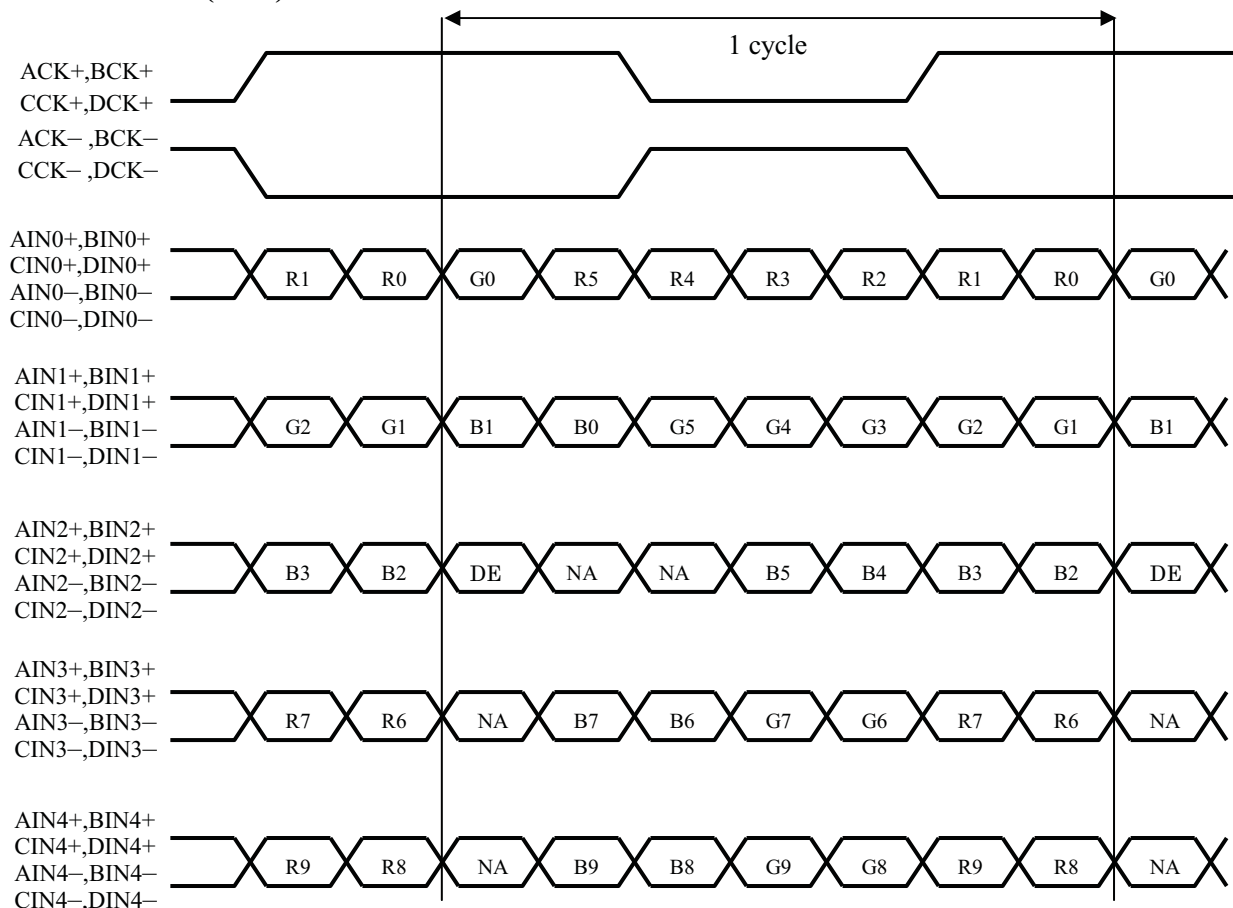 1 cycle
ACK+,BCK+
CCK+,DCK+
ACK− ,BCK−
CCK− ,DCK−
AIN0+,BIN0+
CIN0+,DIN0+
AIN0−,BIN0−
CIN0−,DIN0−
R1 R0 G0 R5 R4 R3 R2 R1 R0 G0
AIN1+,BIN1+
CIN1+,DIN1+
AIN1−,BIN1−
CIN1−,DIN1−
G2 G1 B1 B0 G5 G4 G3 G2 G1 B1
AIN2+,BIN2+
CIN2+,DIN2+
AIN2−,BIN2−
CIN2−,DIN2−
B3 B2 DE NA NA B5 B4 B3 B2 DE
AIN3+,BIN3+
CIN3+,DIN3+
AIN3−,BIN3−
CIN3−,DIN3−
R7 R6 NA B7 B6 G7 G6 R7 R6 NA
AIN4+,BIN4+
CIN4+,DIN4+
AIN4−,BIN4−
CIN4−,DIN4−
R9 R8 NA B9 B8 G9 G8 R9 R8 NA